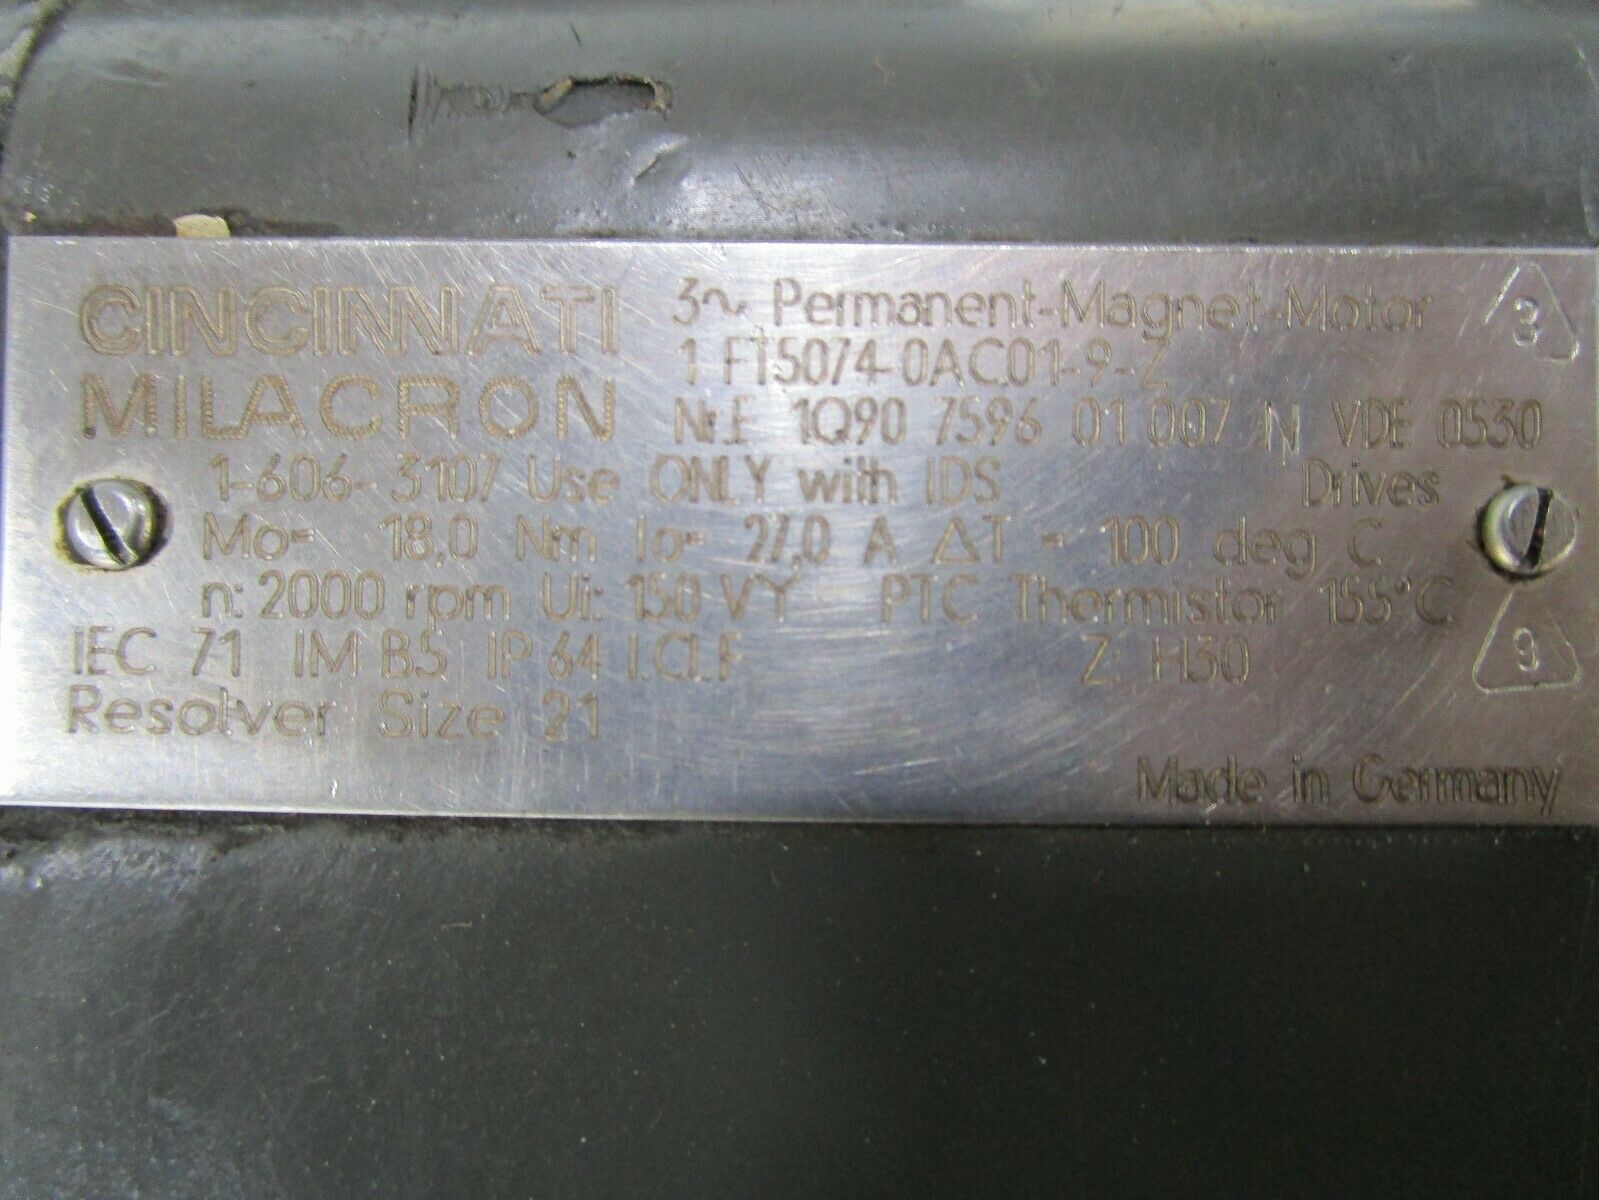 CINCINNATI
MILACRON
3~ Permanent-Magnet-Motor
1 FT5074-0AC01-9-Z
Nr.E 1Q90 7596 01 007 N VDE 0530
1-606-3107 Use ONLY with IDS Drives
Mo= 18,0 Nm Io= 27,0 A ΔT = 100 deg C
n: 2000 rpm Ui: 150 VY PTC Thermistor 155°C
IEC 71 IM B5 IP 64 I.CI.F Z: H30
Resolver Size 21
Made in Germany
3
9